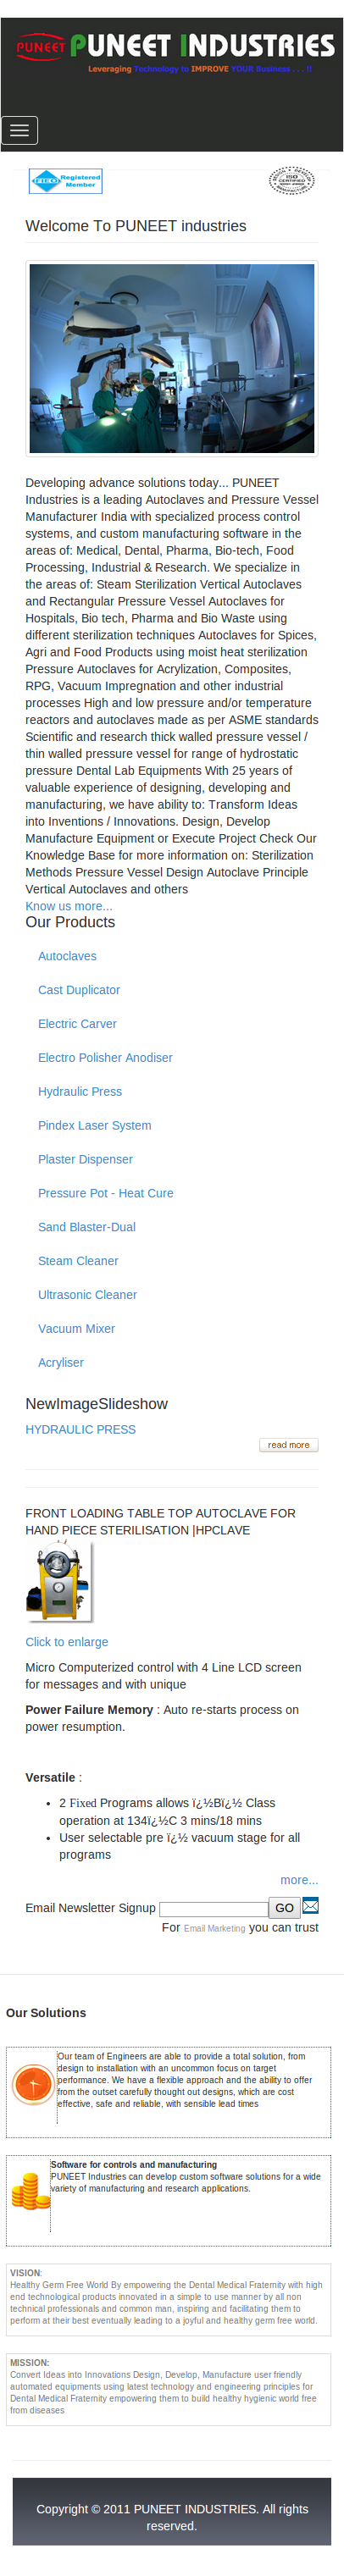 PUNEET PUNEET INDUSTRIES
Leveraging Technology to IMPROVE YOUR Business . . . !!
FIEO Registered
Member
ISO
CERTIFIED
Welcome To PUNEET industries
Developing advance solutions today... PUNEET
Industries is a leading Autoclaves and Pressure Vessel
Manufacturer India with specialized process control
systems, and custom manufacturing software in the
areas of: Medical, Dental, Pharma, Bio-tech, Food
Processing, Industrial & Research. We specialize in
the areas of: Steam Sterilization Vertical Autoclaves
and Rectangular Pressure Vessel Autoclaves for
Hospitals, Bio tech, Pharma and Bio Waste using
different sterilization techniques Autoclaves for Spices,
Agri and Food Products using moist heat sterilization
Pressure Autoclaves for Acrylization, Composites,
RPG, Vacuum Impregnation and other industrial
processes High and low pressure and/or temperature
reactors and autoclaves made as per ASME standards
Scientific and research thick walled pressure vessel /
thin walled pressure vessel for range of hydrostatic
pressure Dental Lab Equipments With 25 years of
valuable experience of designing, developing and
manufacturing, we have ability to: Transform Ideas
into Inventions / Innovations. Design, Develop
Manufacture Equipment or Execute Project Check Our
Knowledge Base for more information on: Sterilization
Methods Pressure Vessel Design Autoclave Principle
Vertical Autoclaves and others
Know us more...
Our Products
Autoclaves
Cast Duplicator
Electric Carver
Electro Polisher Anodiser
Hydraulic Press
Pindex Laser System
Plaster Dispenser
Pressure Pot - Heat Cure
Sand Blaster-Dual
Steam Cleaner
Ultrasonic Cleaner
Vacuum Mixer
Acryliser
NewImageSlideshow
HYDRAULIC PRESS
read more
FRONT LOADING TABLE TOP AUTOCLAVE FOR
HAND PIECE STERILISATION |HPCLAVE
Click to enlarge
Micro Computerized control with 4 Line LCD screen
for messages and with unique
Power Failure Memory : Auto re-starts process on
power resumption.
Versatile :
• 2 Fixed Programs allows ï¿½Bï¿½ Class
operation at 134ï¿½C 3 mins/18 mins
• User selectable pre ï¿½ vacuum stage for all
programs
more...
Email Newsletter Signup GO
For Email Marketing you can trust
Our Solutions
Our team of Engineers are able to provide a total solution, from
design to installation with an uncommon focus on target
performance. We have a flexible approach and the ability to offer
from the outset carefully thought out designs, which are cost
effective, safe and reliable, with sensible lead times
Software for controls and manufacturing
PUNEET Industries can develop custom software solutions for a wide
variety of manufacturing and research applications.
VISION:
Healthy Germ Free World By empowering the Dental Medical Fraternity with high
end technological products innovated in a simple to use manner by all non
technical professionals and common man, inspiring and facilitating them to
perform at their best eventually leading to a joyful and healthy germ free world.
MISSION:
Convert Ideas into Innovations Design, Develop, Manufacture user friendly
automated equipments using latest technology and engineering principles for
Dental Medical Fraternity empowering them to build healthy hygienic world free
from diseases
Copyright © 2011 PUNEET INDUSTRIES. All rights
reserved.